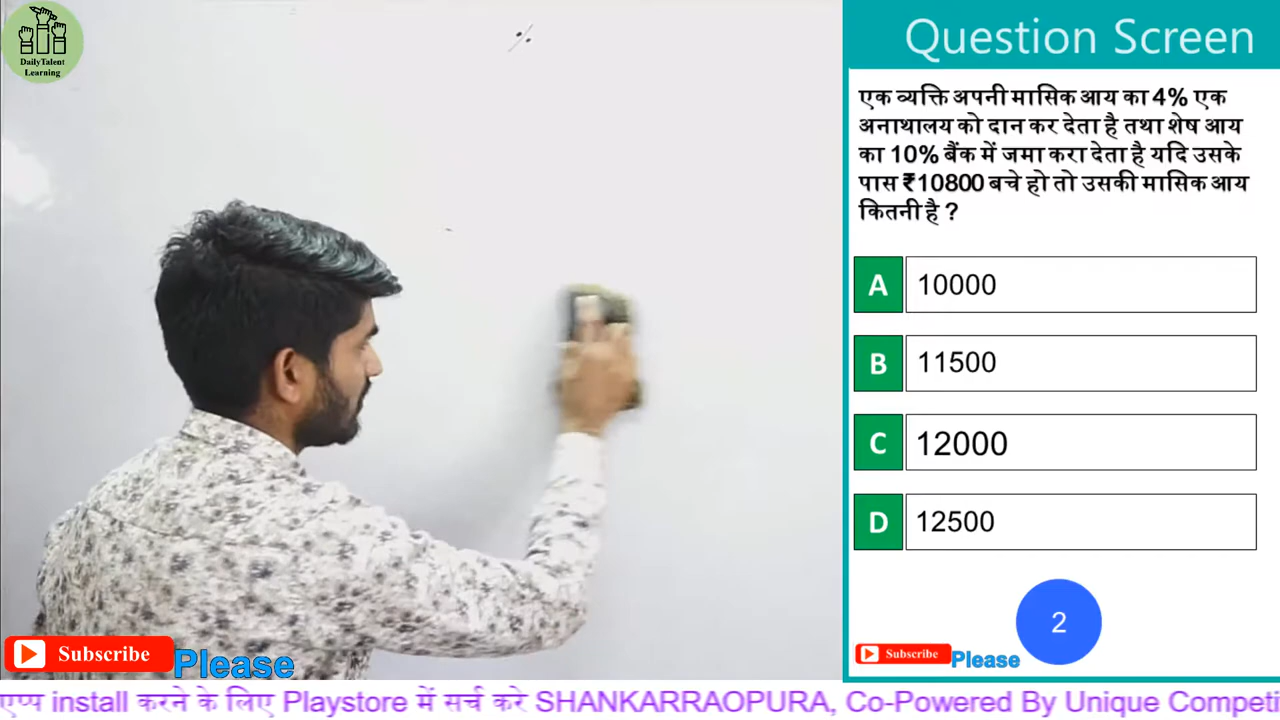 DailyTalent
Learning
Question Screen
एक व्यक्ति अपनी मासिक आय का 4% एक
अनाथालय को दान कर देता है तथा शेष आय
का 10% बैंक में जमा करा देता है यदि उसके
पास ₹10800 बचे हो तो उसकी मासिक आय
कितनी है ?
A 10000
B 11500
C 12000
D 12500
2
Subscribe Please
Subscribe Please
एप्प install करने के लिए Playstore में सर्च करे SHANKARRAOPURA, Co-Powered By Unique Competi